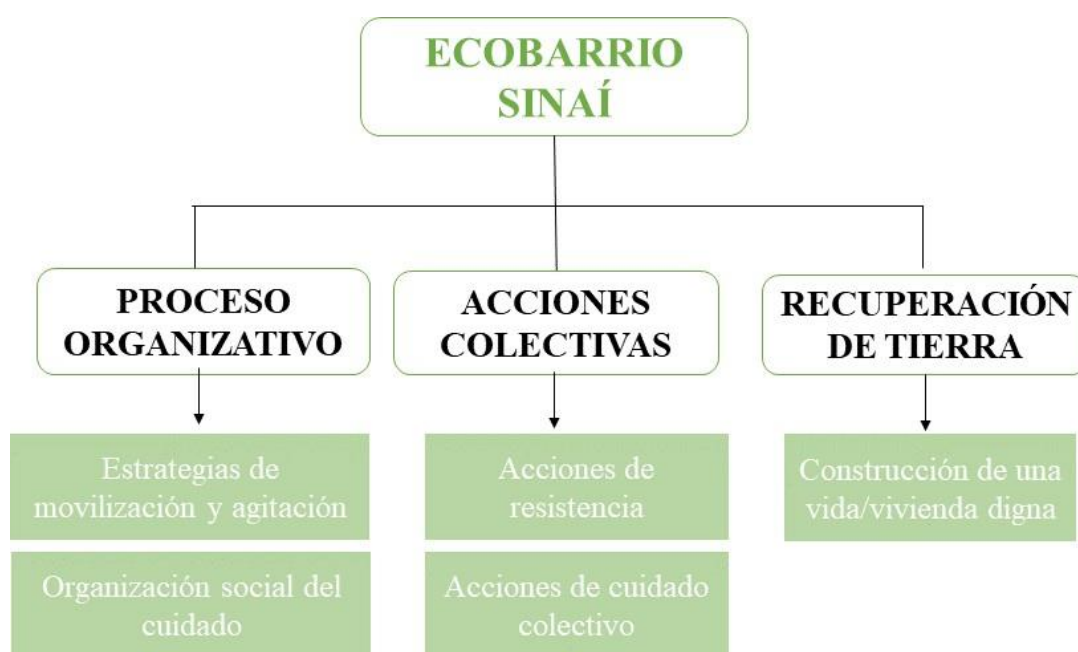 ECOBARRIO
SINAÍ
PROCESO
ORGANIZATIVO
ACCIONES
COLECTIVAS
RECUPERACIÓN
DE TIERRA
Estrategias de
movilización y agitación
Organización social del
cuidado
Acciones de
resistencia
Acciones de cuidado
colectivo
Construcción de una
vida/vivienda digna